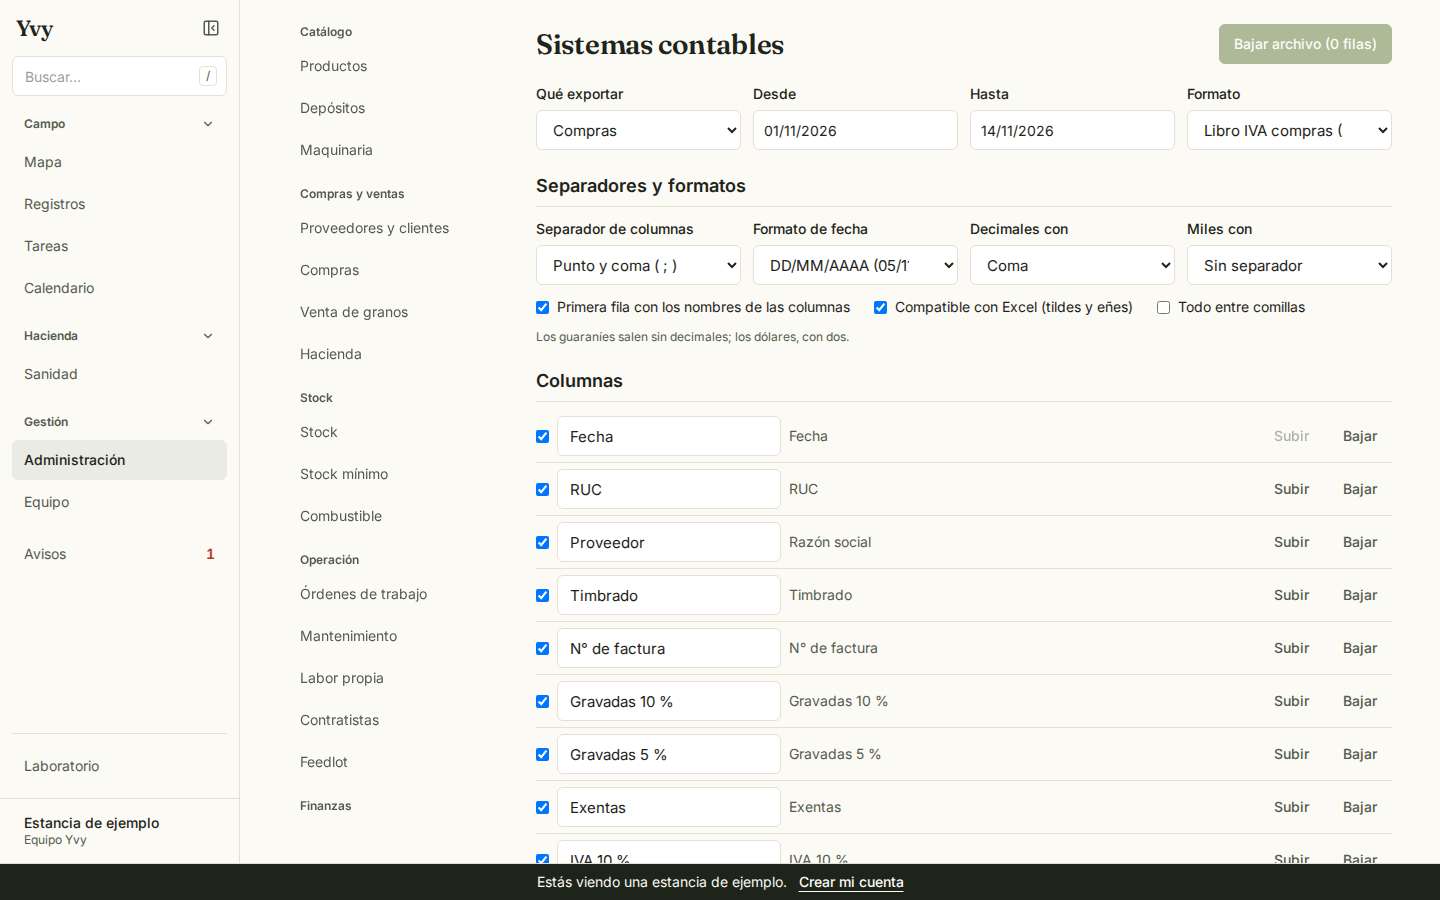 Yvy
Buscar...
/
Campo
Mapa
Registros
Tareas
Calendario
Hacienda
Sanidad
Gestión
Administración
Equipo
Avisos 1
Laboratorio
Estancia de ejemplo
Equipo Yvy
Catálogo
Productos
Depósitos
Maquinaria
Compras y ventas
Proveedores y clientes
Compras
Venta de granos
Hacienda
Stock
Stock
Stock mínimo
Combustible
Operación
Órdenes de trabajo
Mantenimiento
Labor propia
Contratistas
Feedlot
Finanzas
Sistemas contables
Bajar archivo (0 filas)
Qué exportar Desde Hasta Formato
Compras 01/11/2026 14/11/2026 Libro IVA compras (
Separadores y formatos
Separador de columnas Formato de fecha Decimales con Miles con
Punto y coma ( ; ) DD/MM/AAAA (05/1 Coma Sin separador
Primera fila con los nombres de las columnas Compatible con Excel (tildes y eñes) Todo entre comillas
Los guaraníes salen sin decimales; los dólares, con dos.
Columnas
Fecha Fecha Subir Bajar
RUC RUC Subir Bajar
Proveedor Razón social Subir Bajar
Timbrado Timbrado Subir Bajar
N° de factura N° de factura Subir Bajar
Gravadas 10 % Gravadas 10 % Subir Bajar
Gravadas 5 % Gravadas 5 % Subir Bajar
Exentas Exentas Subir Bajar
IVA 10 % IVA 10 % Subir Bajar
Estás viendo una estancia de ejemplo. Crear mi cuenta